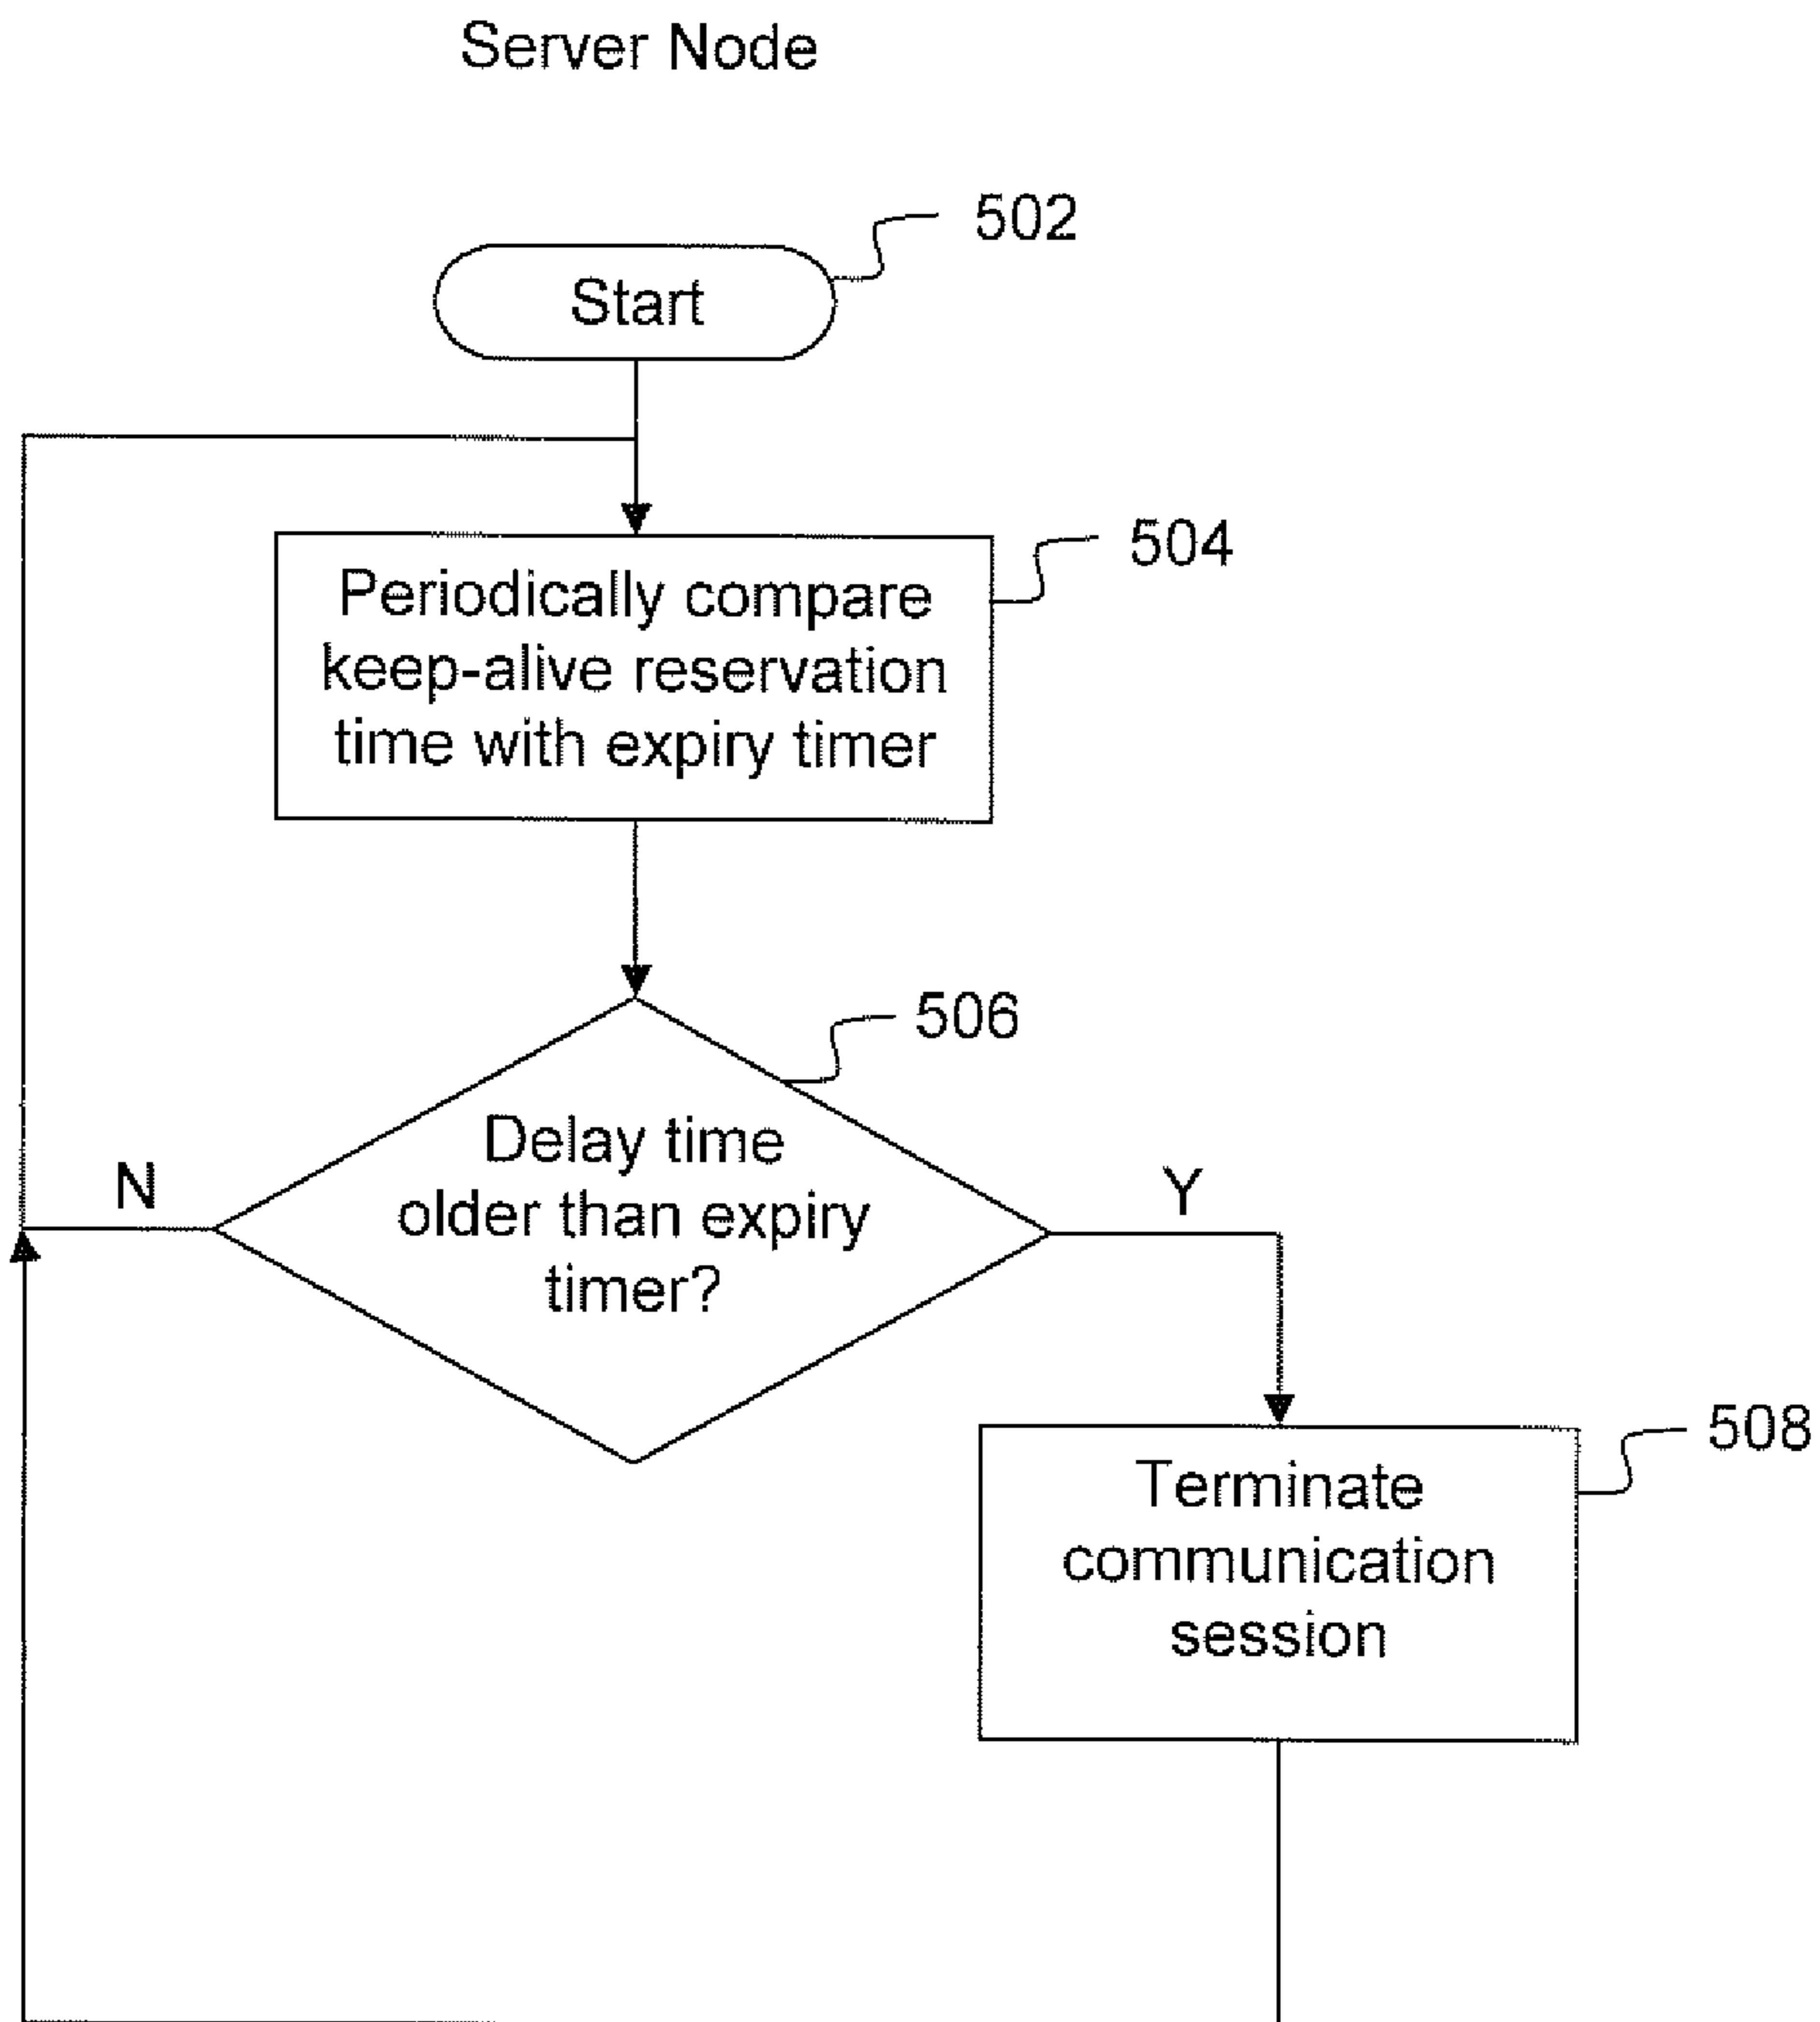 Server Node
502
Start
504
Periodically compare
keep-alive reservation
time with expiry timer
506
Delay time
older than expiry
timer?
N
Y
508
Terminate
communication
session